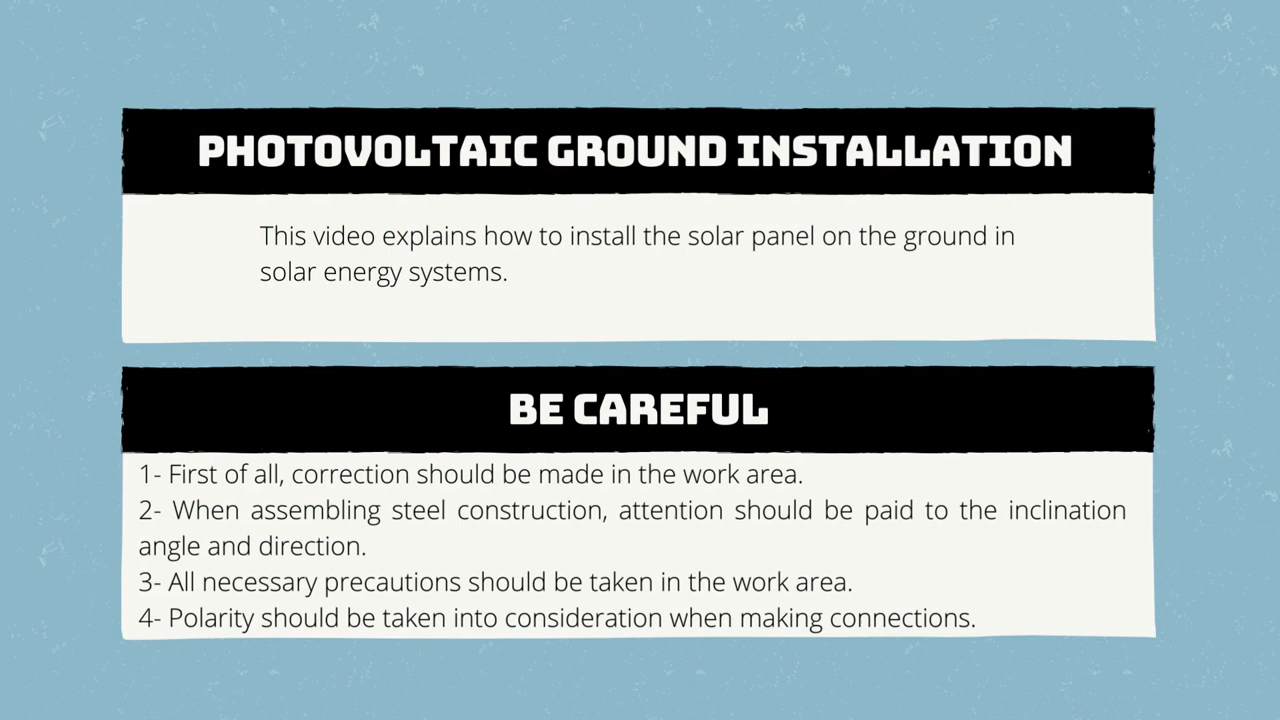 PHOTOVOLTAIC GROUND INSTALLATION
This video explains how to install the solar panel on the ground in
solar energy systems.
BE CAREFUL
1- First of all, correction should be made in the work area.
2- When assembling steel construction, attention should be paid to the inclination
angle and direction.
3- All necessary precautions should be taken in the work area.
4- Polarity should be taken into consideration when making connections.